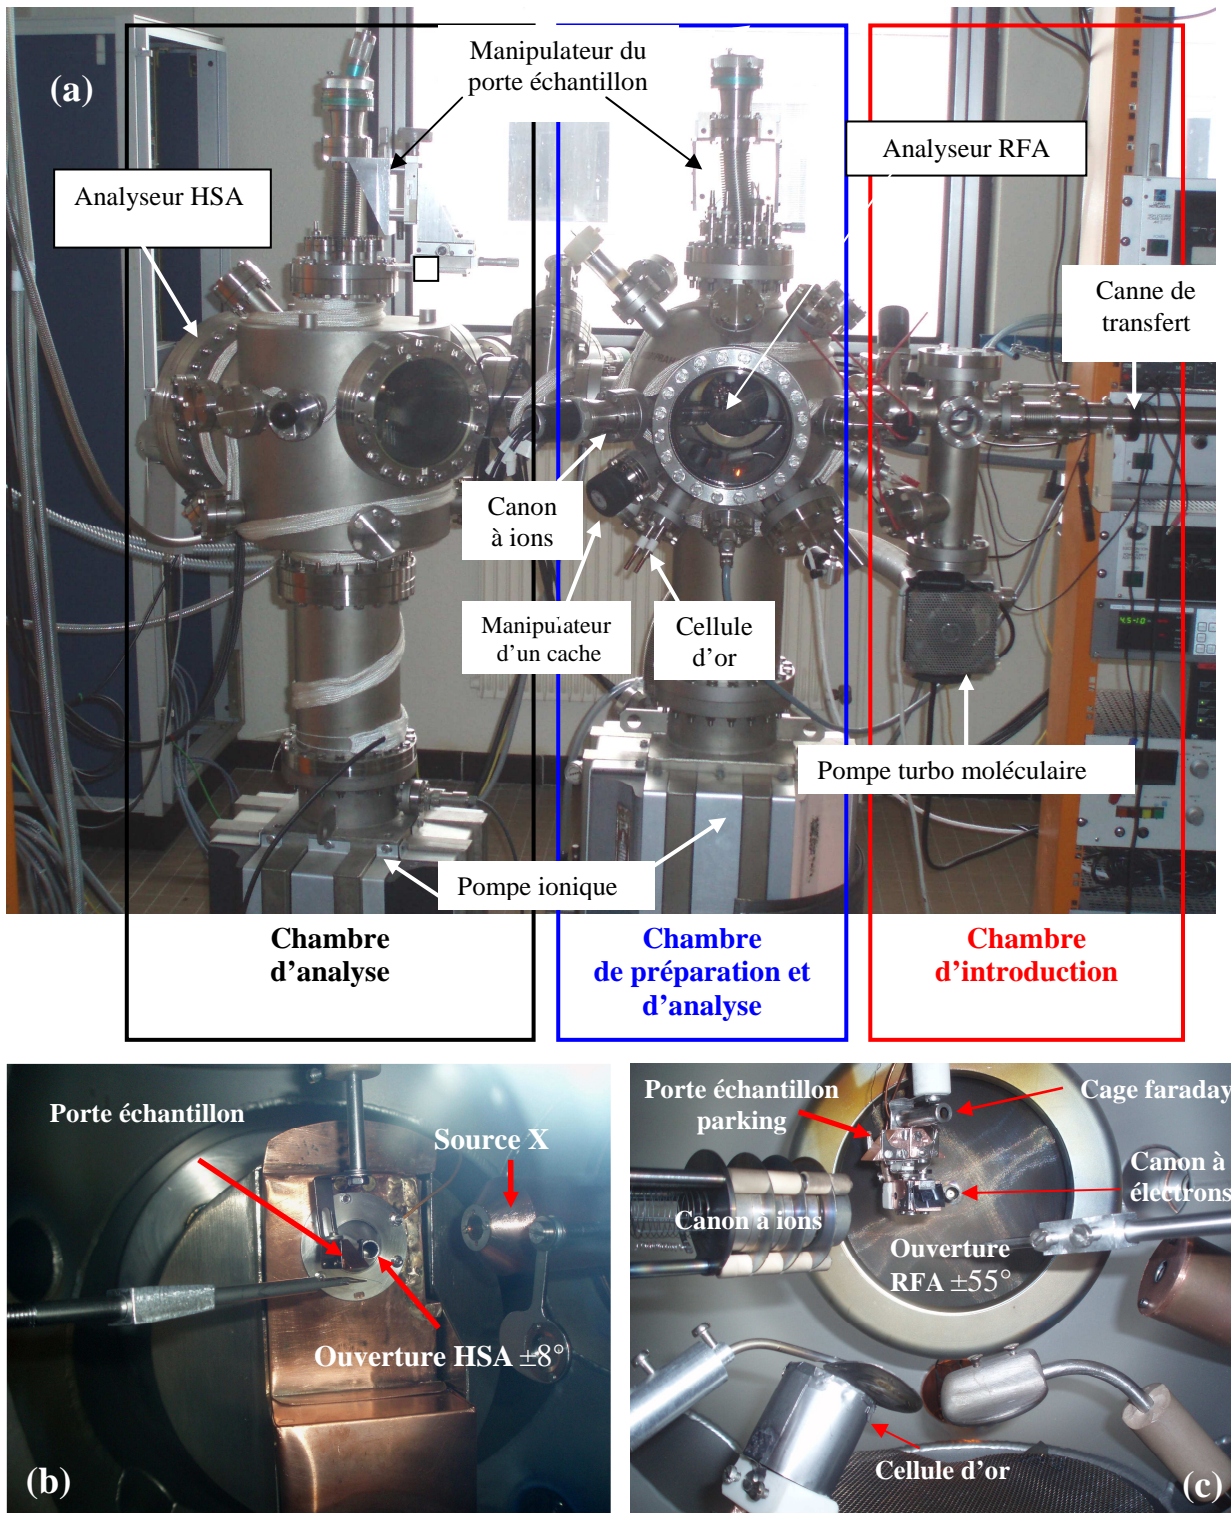 (a)
Manipulateur du
porte échantillon
Analyseur RFA
Analyseur HSA
Canne de
transfert
Canon
à ions
Manipulateur
d’un cache
Cellule
d’or
Pompe turbo moléculaire
Pompe ionique
Chambre
d’analyse
Chambre
de préparation et
d’analyse
Chambre
d’introduction
Porte échantillon
Source X
Ouverture HSA ±8°
(b)
Porte échantillon
parking
Cage faraday
Canon à
électrons
Canon à ions
Ouverture
RFA ±55°
Cellule d’or
(c)